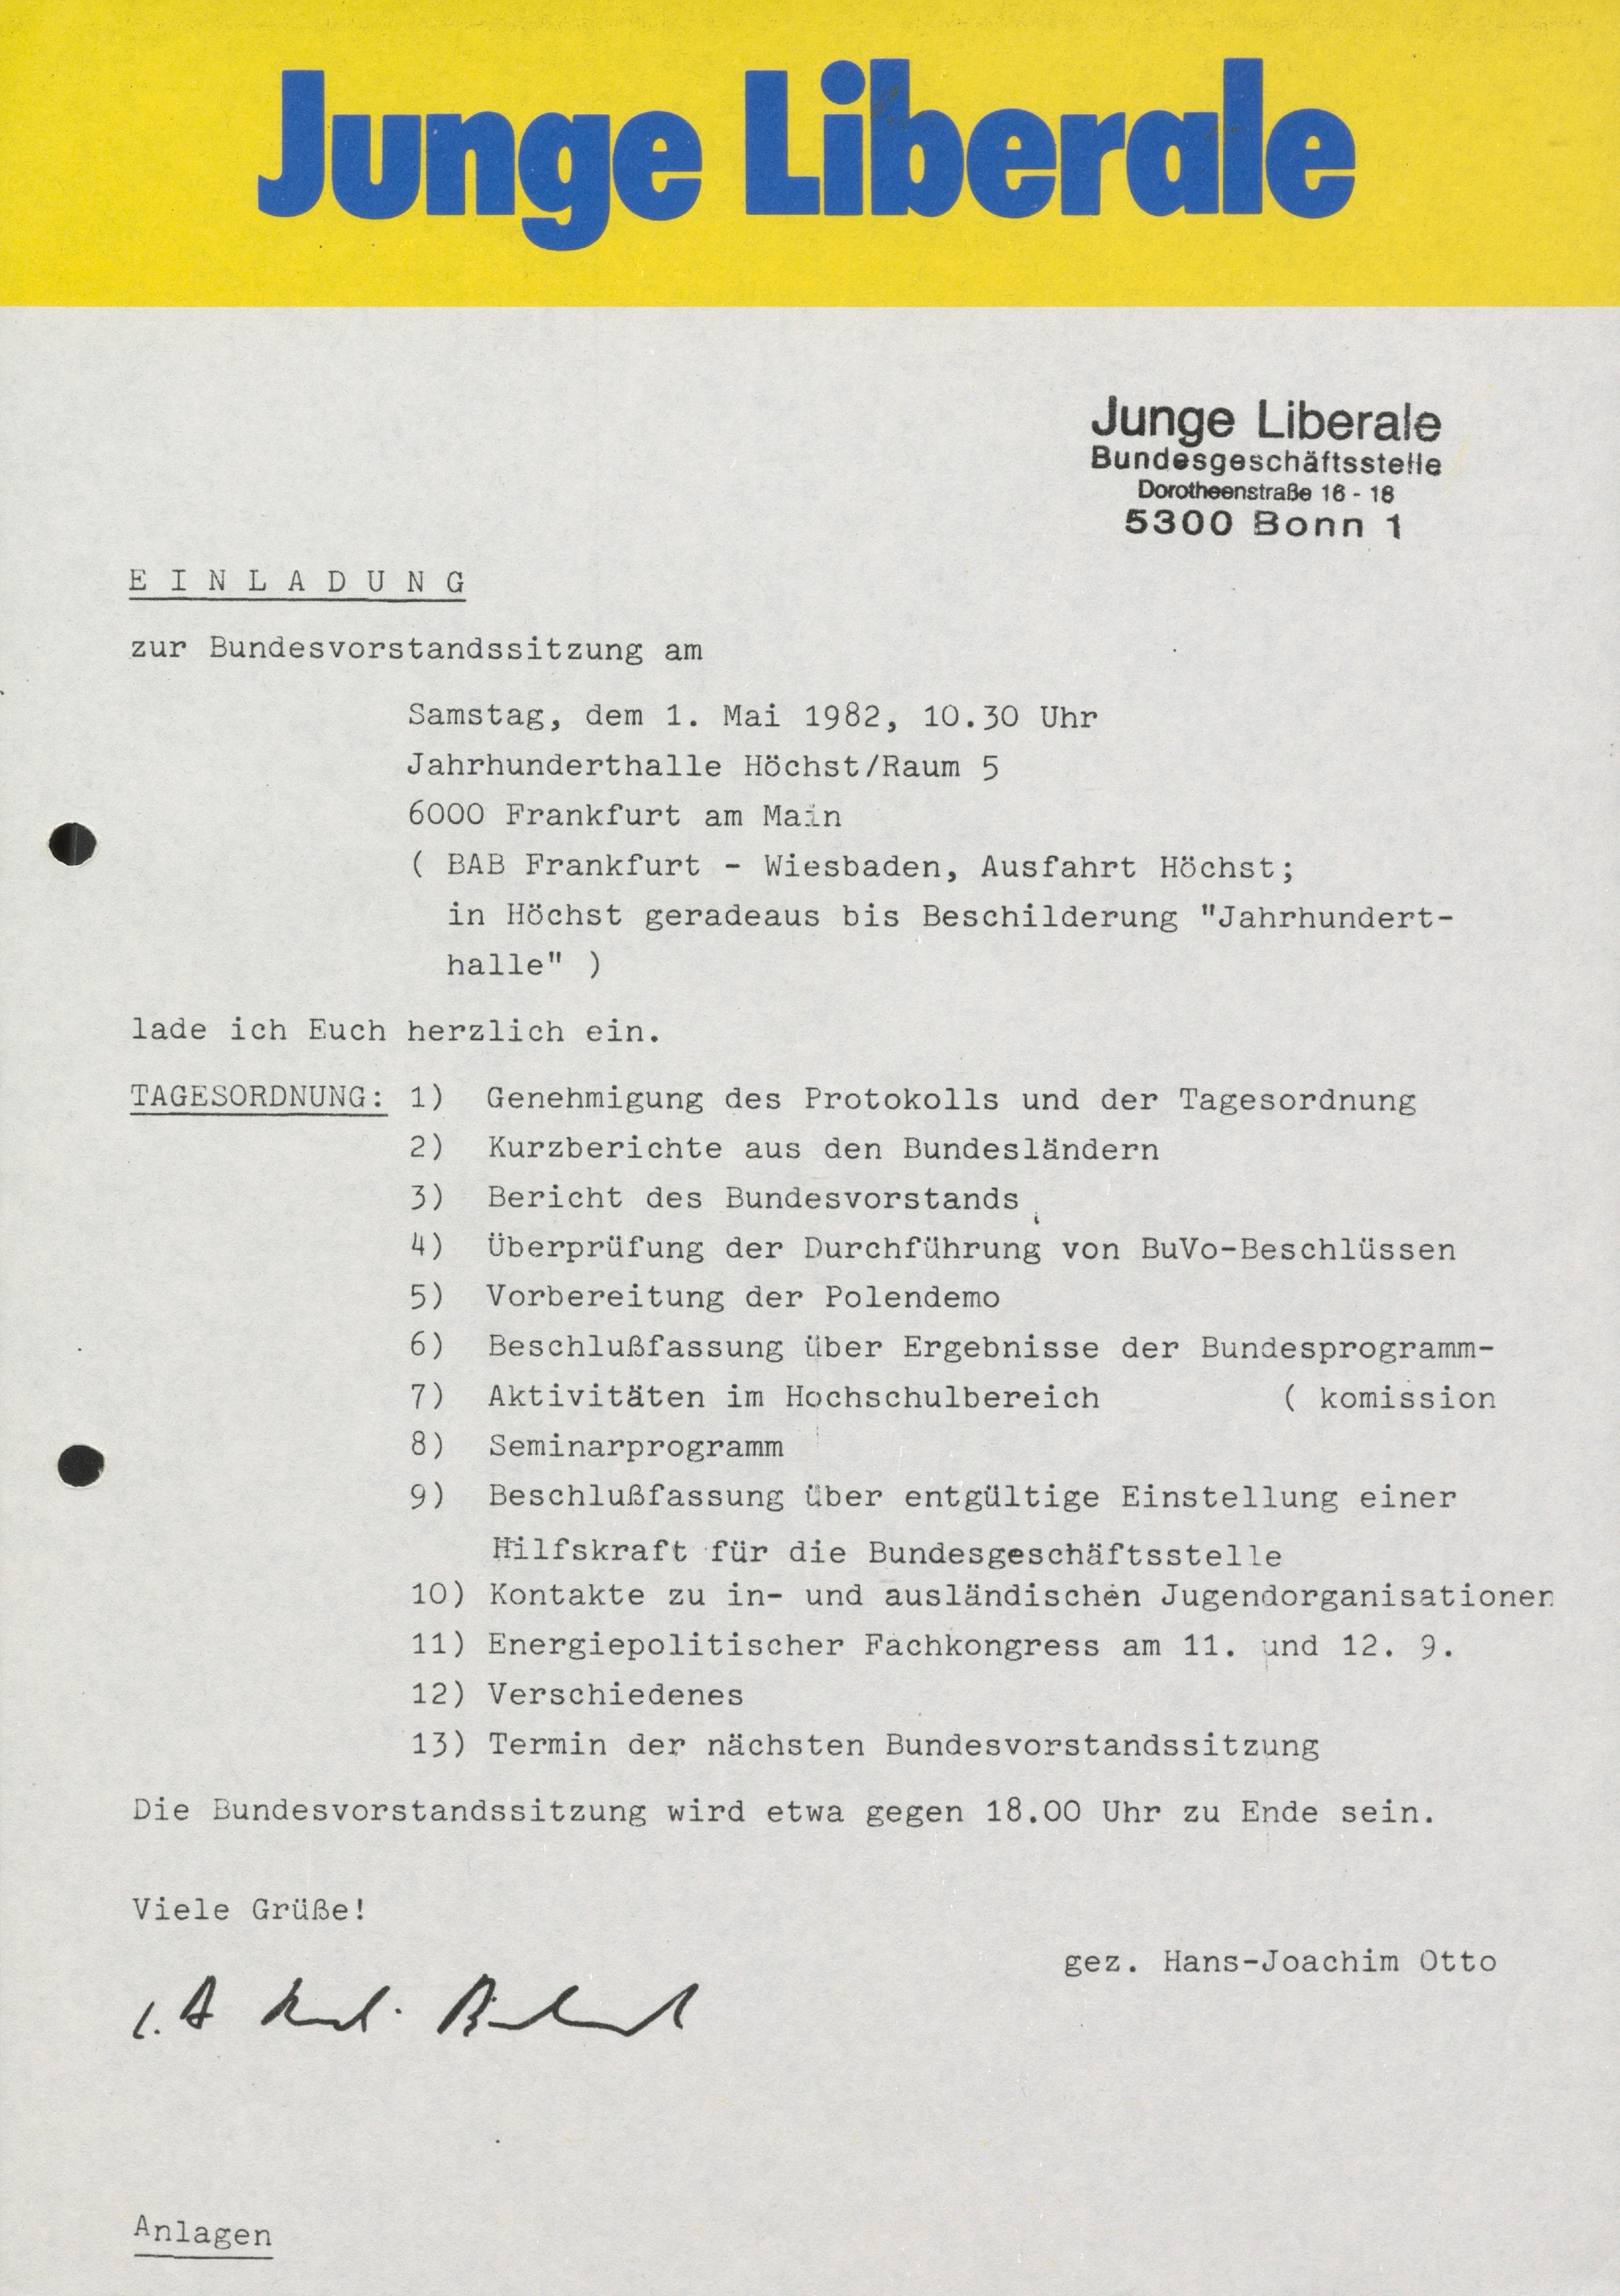 Junge Liberale
Junge Liberale
Bundesgeschäftsstelle
Dorotheenstraße 16 - 18
5300 Bonn 1
E I N L A D U N G
zur Bundesvorstandssitzung am
Samstag, dem 1. Mai 1982, 10.30 Uhr
Jahrhunderthalle Höchst/Raum 5
6000 Frankfurt am Main
( BAB Frankfurt - Wiesbaden, Ausfahrt Höchst;
in Höchst geradeaus bis Beschilderung "Jahrhundert-
halle" )
lade ich Euch herzlich ein.
TAGESORDNUNG: 1) Genehmigung des Protokolls und der Tagesordnung
2) Kurzberichte aus den Bundesländern
3) Bericht des Bundesvorstands
4) Überprüfung der Durchführung von BuVo-Beschlüssen
5) Vorbereitung der Polendemo
6) Beschlußfassung über Ergebnisse der Bundesprogramm-
7) Aktivitäten im Hochschulbereich ( komission
8) Seminarprogramm
9) Beschlußfassung über entgültige Einstellung einer
Hilfskraft für die Bundesgeschäftsstelle
10) Kontakte zu in- und ausländischen Jugendorganisationen
11) Energiepolitischer Fachkongress am 11. und 12. 9.
12) Verschiedenes
13) Termin der nächsten Bundesvorstandssitzung
Die Bundesvorstandssitzung wird etwa gegen 18.00 Uhr zu Ende sein.
Viele Grüße!
gez. Hans-Joachim Otto
i.A
Anlagen